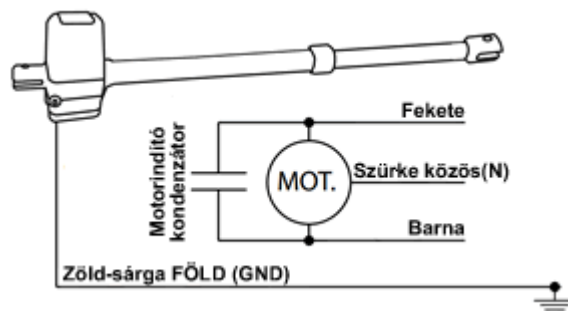 Fekete
Motorindító
kondenzátor
MOT.
Szürke közös(N)
Barna
Zöld-sárga FÖLD (GND)